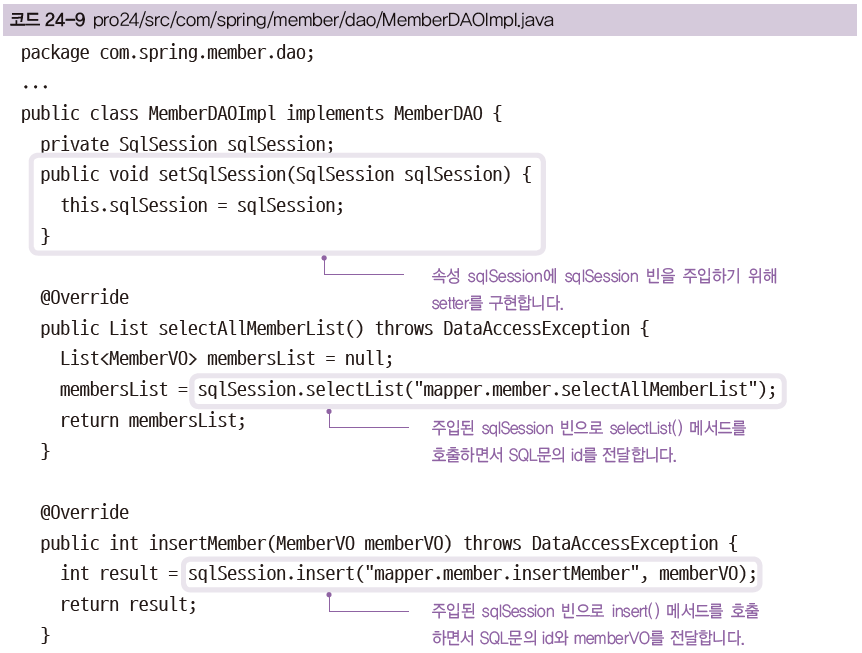 코드 24-9 pro24/src/com/spring/member/dao/MemberDAOImpl.java
package com.spring.member.dao;
...
public class MemberDAOImpl implements MemberDAO {
private SqlSession sqlSession;
public void setSqlSession(SqlSession sqlSession) {
this.sqlSession = sqlSession;
}
속성 sqlSession에 sqlSession 빈을 주입하기 위해
setter를 구현합니다.
@Override
public List selectAllMemberList() throws DataAccessException {
List<MemberVO> membersList = null;
membersList = sqlSession.selectList("mapper.member.selectAllMemberList");
return membersList;
주입된 sqlSession 빈으로 selectList() 메서드를
호출하면서 SQL문의 id를 전달합니다.
}
@Override
public int insertMember(MemberVO memberVO) throws DataAccessException {
int result = sqlSession.insert("mapper.member.insertMember", memberVO);
return result;
주입된 sqlSession 빈으로 insert() 메서드를 호출
하면서 SQL문의 id와 memberVO를 전달합니다.
}